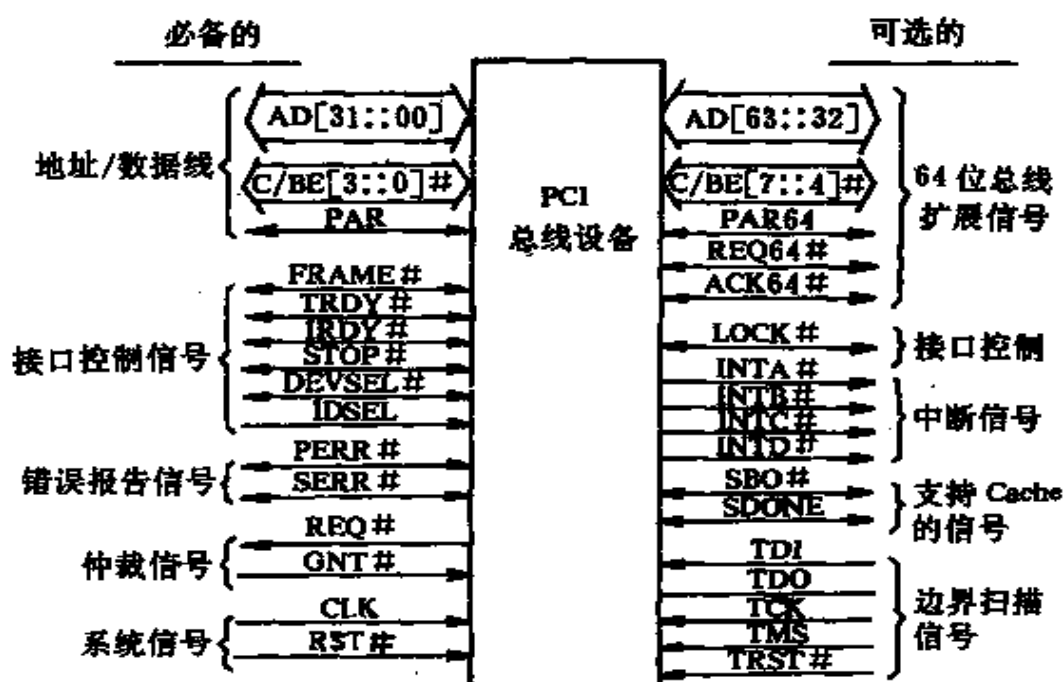 必备的
可选的
AD[31::00]
C/BE[3::0]#
PAR
地址/数据线
FRAME#
TRDY#
IRDY#
STOP#
DEVSEL#
IDSEL
接口控制信号
PERR#
SERR#
错误报告信号
REQ#
GNT#
仲裁信号
CLK
RST#
系统信号
PCI
总线设备
AD[63::32]
C/BE[7::4]#
PAR64
REQ64#
ACK64#
64位总线
扩展信号
LOCK#
接口控制
INTA#
INTB#
INTC#
INTD#
中断信号
SBO#
SDONE
支持Cache
的信号
TDI
TDO
TCK
TMS
TRST#
边界扫描
信号